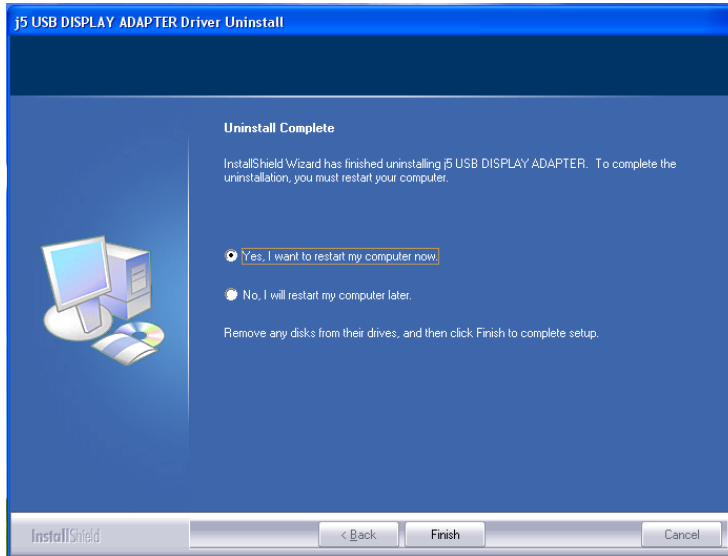 j5 USB DISPLAY ADAPTER Driver Uninstall
Uninstall Complete
InstallShield Wizard has finished uninstalling j5 USB DISPLAY ADAPTER. To complete the
uninstallation, you must restart your computer.
Yes, I want to restart my computer now.
No, I will restart my computer later.
Remove any disks from their drives, and then click Finish to complete setup.
InstallShield
< Back
Finish
Cancel